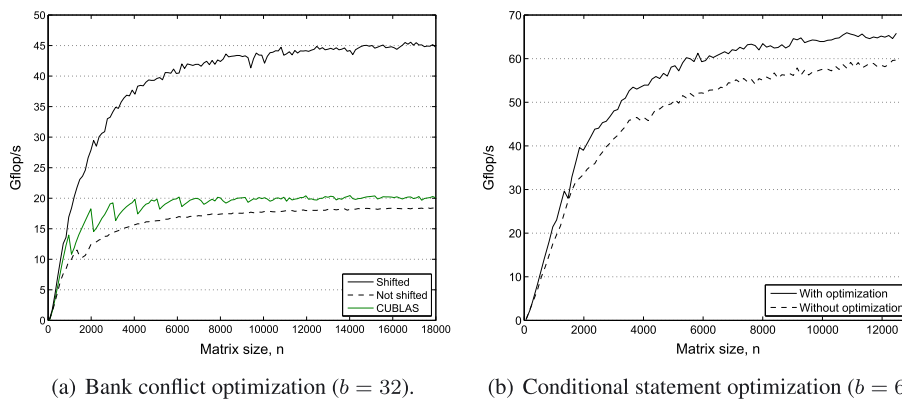 50
45
40
35
30
25
20
15
10
5
0
Gflop/s
0 2000 4000 6000 8000 10000 12000 14000 16000 18000
Matrix size, n
Shifted
Not shifted
CUBLAS
(a) Bank conflict optimization (b = 32).
70
60
50
40
30
20
10
0
Gflop/s
0 2000 4000 6000 8000 10000 12000
Matrix size, n
With optimization
Without optimization
(b) Conditional statement optimization (b = 6